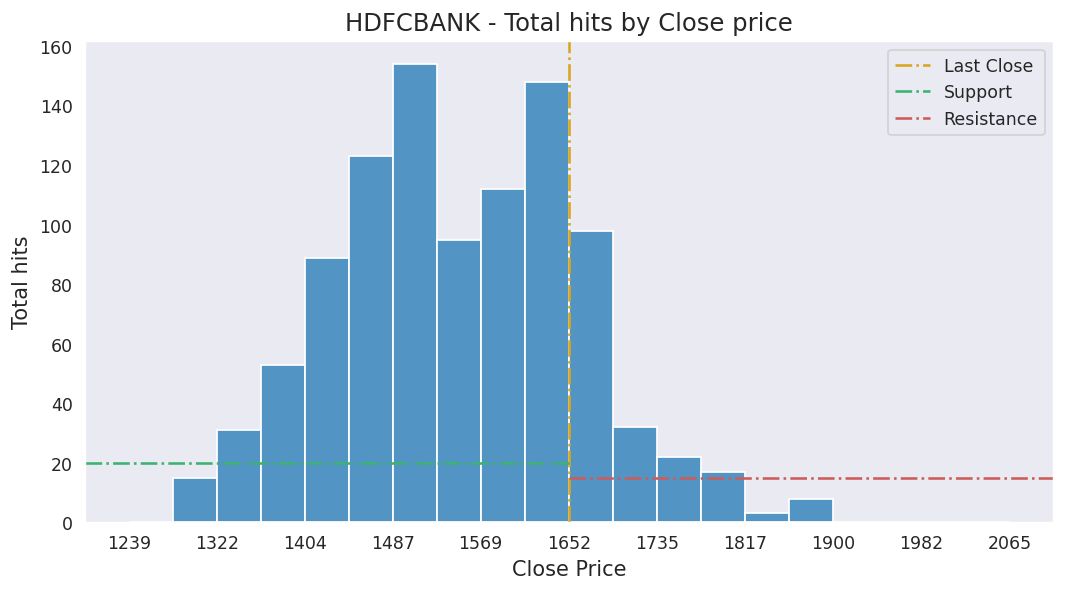 HDFCBANK - Total hits by Close price
Last Close
Support
Resistance
Total hits
160
140
120
100
80
60
40
20
0
1239 1322 1404 1487 1569 1652 1735 1817 1900 1982 2065
Close Price